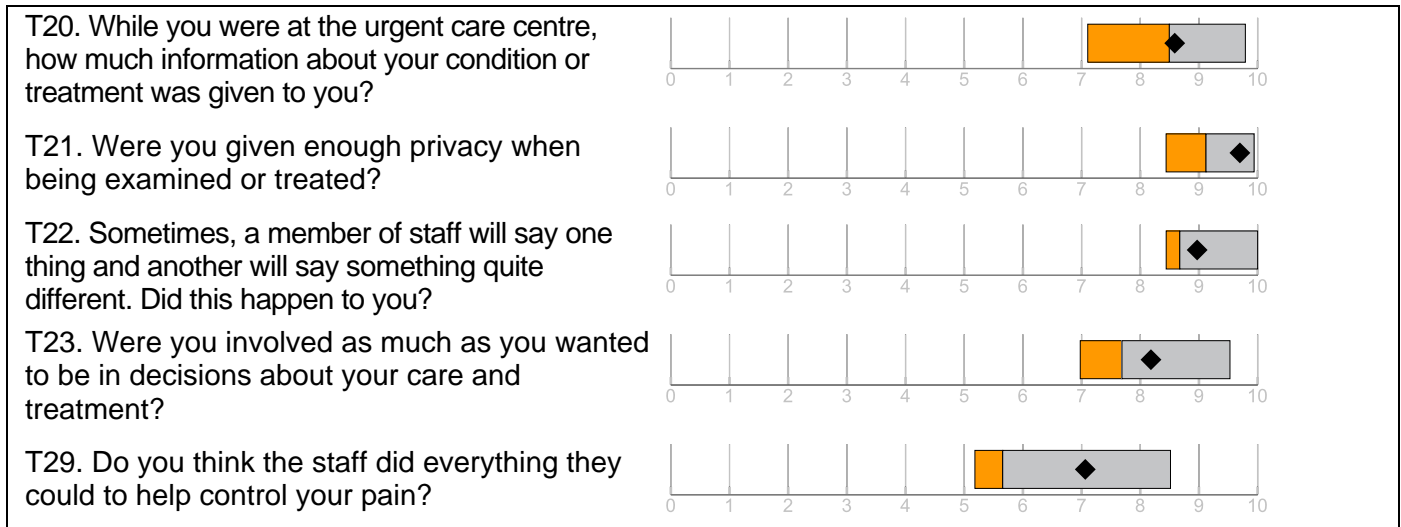 T20. While you were at the urgent care centre,
how much information about your condition or
treatment was given to you?
0 1 2 3 4 5 6 7 8 9 10
T21. Were you given enough privacy when
being examined or treated?
0 1 2 3 4 5 6 7 8 9 10
T22. Sometimes, a member of staff will say one
thing and another will say something quite
different. Did this happen to you?
0 1 2 3 4 5 6 7 8 9 10
T23. Were you involved as much as you wanted
to be in decisions about your care and
treatment?
0 1 2 3 4 5 6 7 8 9 10
T29. Do you think the staff did everything they
could to help control your pain?
0 1 2 3 4 5 6 7 8 9 10